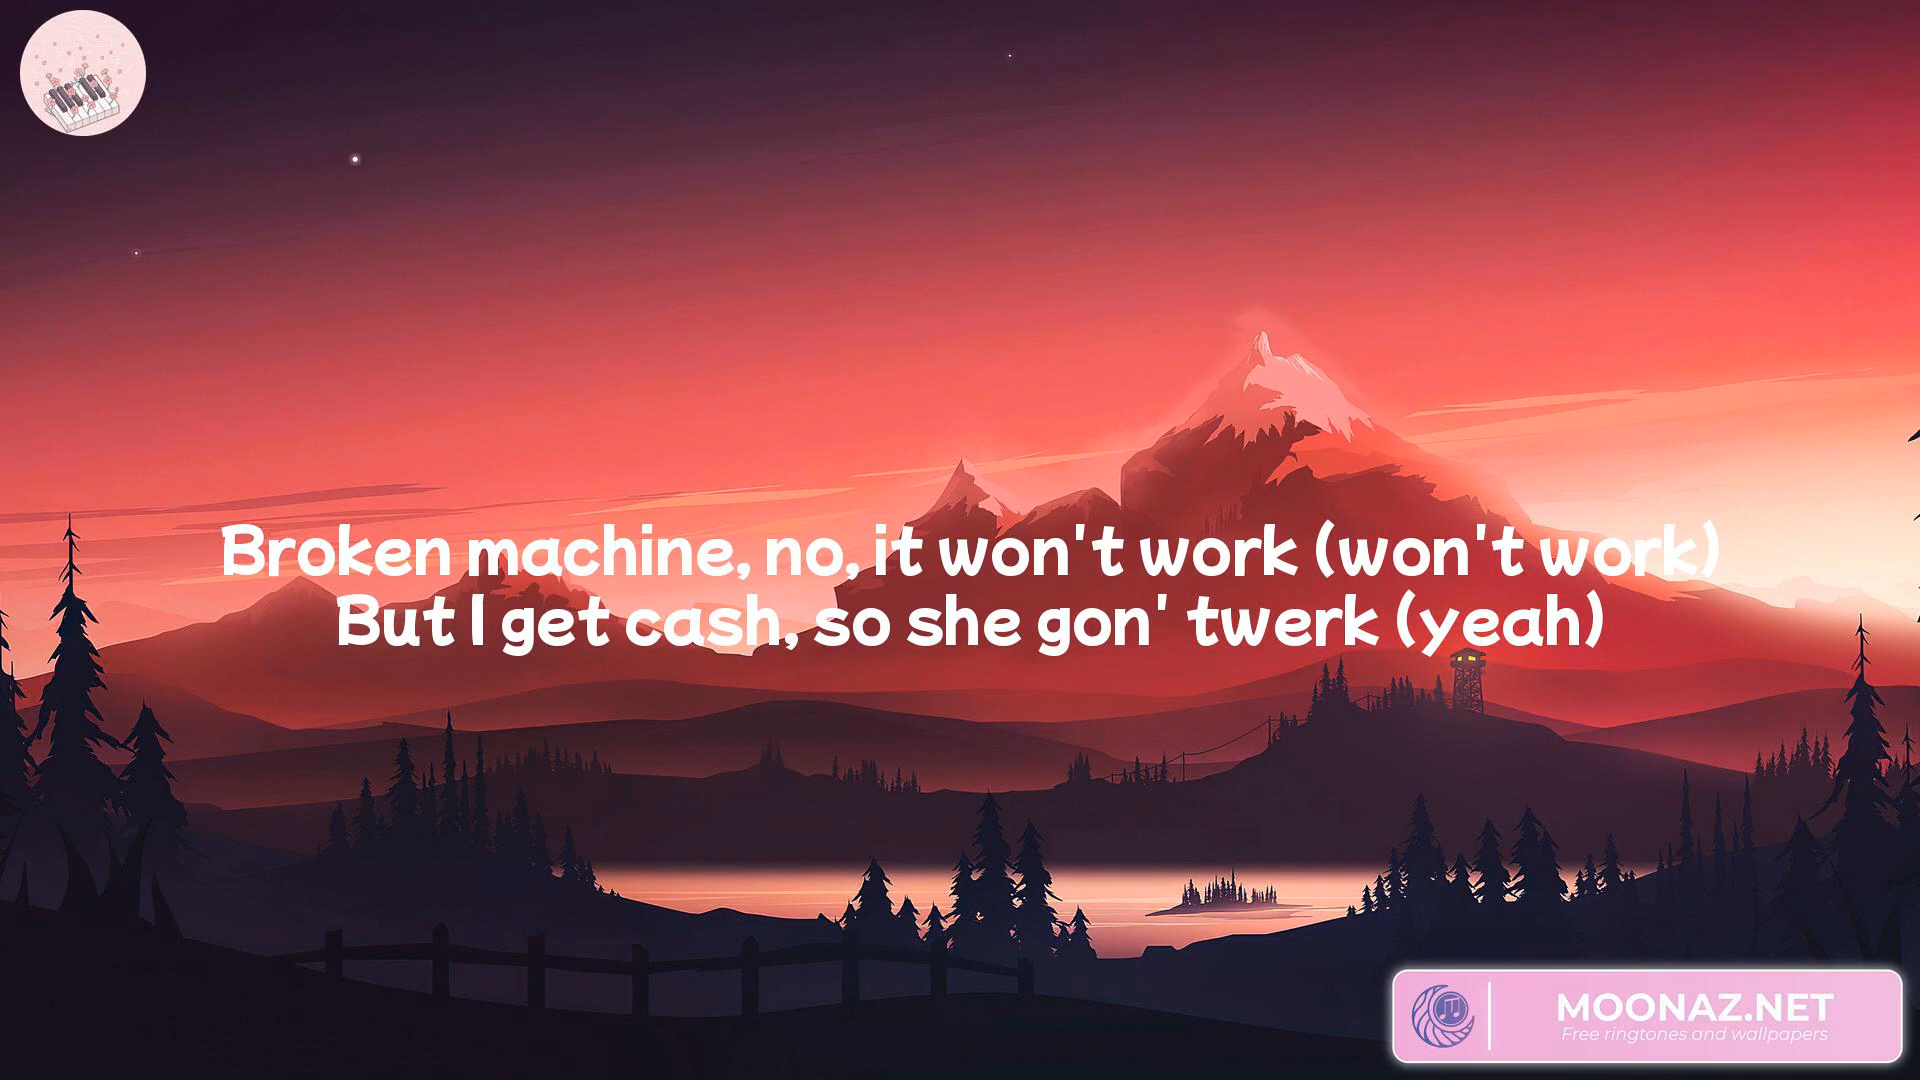 Broken machine, no, it won't work (won't work)
But I get cash, so she gon' twerk (yeah)
MOONAZ.NET
Free ringtones and wallpapers